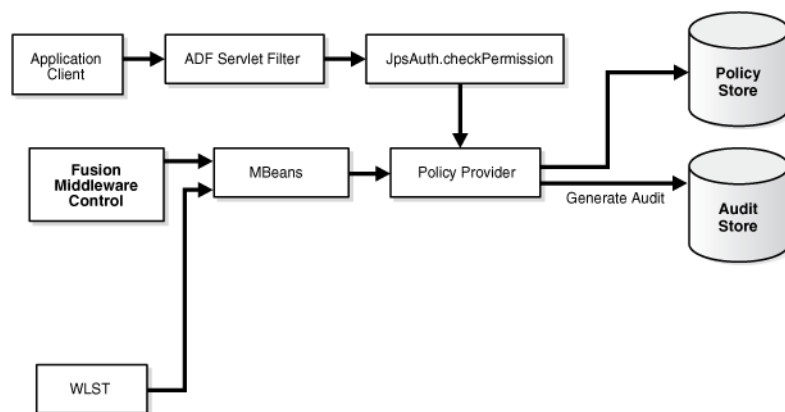 Application
Client
ADF Servlet Filter
JpsAuth.checkPermission
Policy
Store
Fusion
Middleware
Control
MBeans
Policy Provider
Generate Audit
Audit
Store
WLST